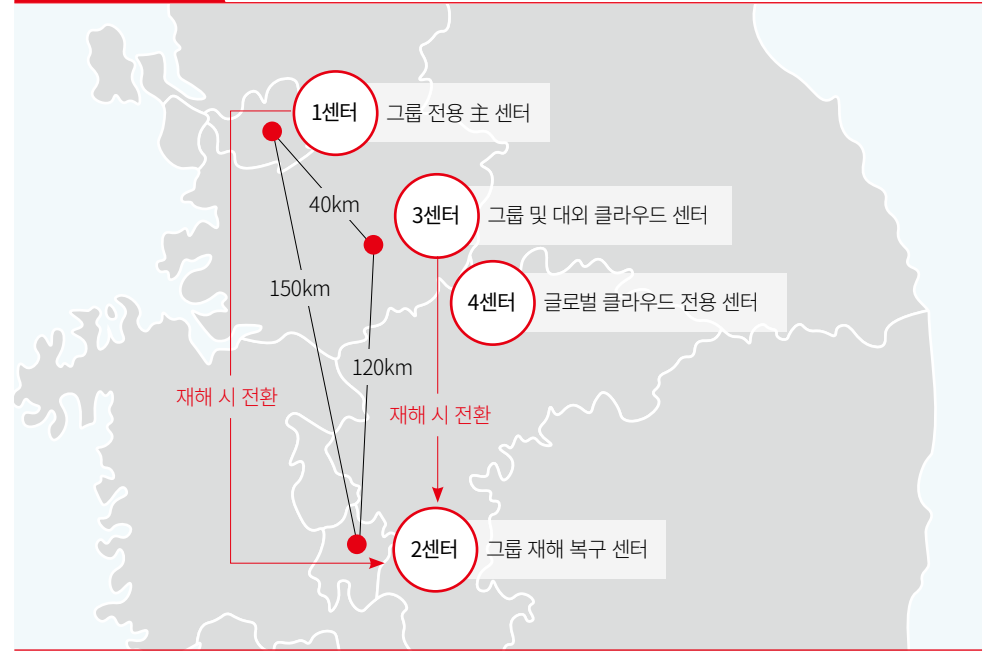 1센터
그룹 전용 主 센터
40km
3센터
그룹 및 대외 클라우드 센터
150km
4센터
글로벌 클라우드 전용 센터
120km
재해 시 전환
재해 시 전환
2센터
그룹 재해 복구 센터